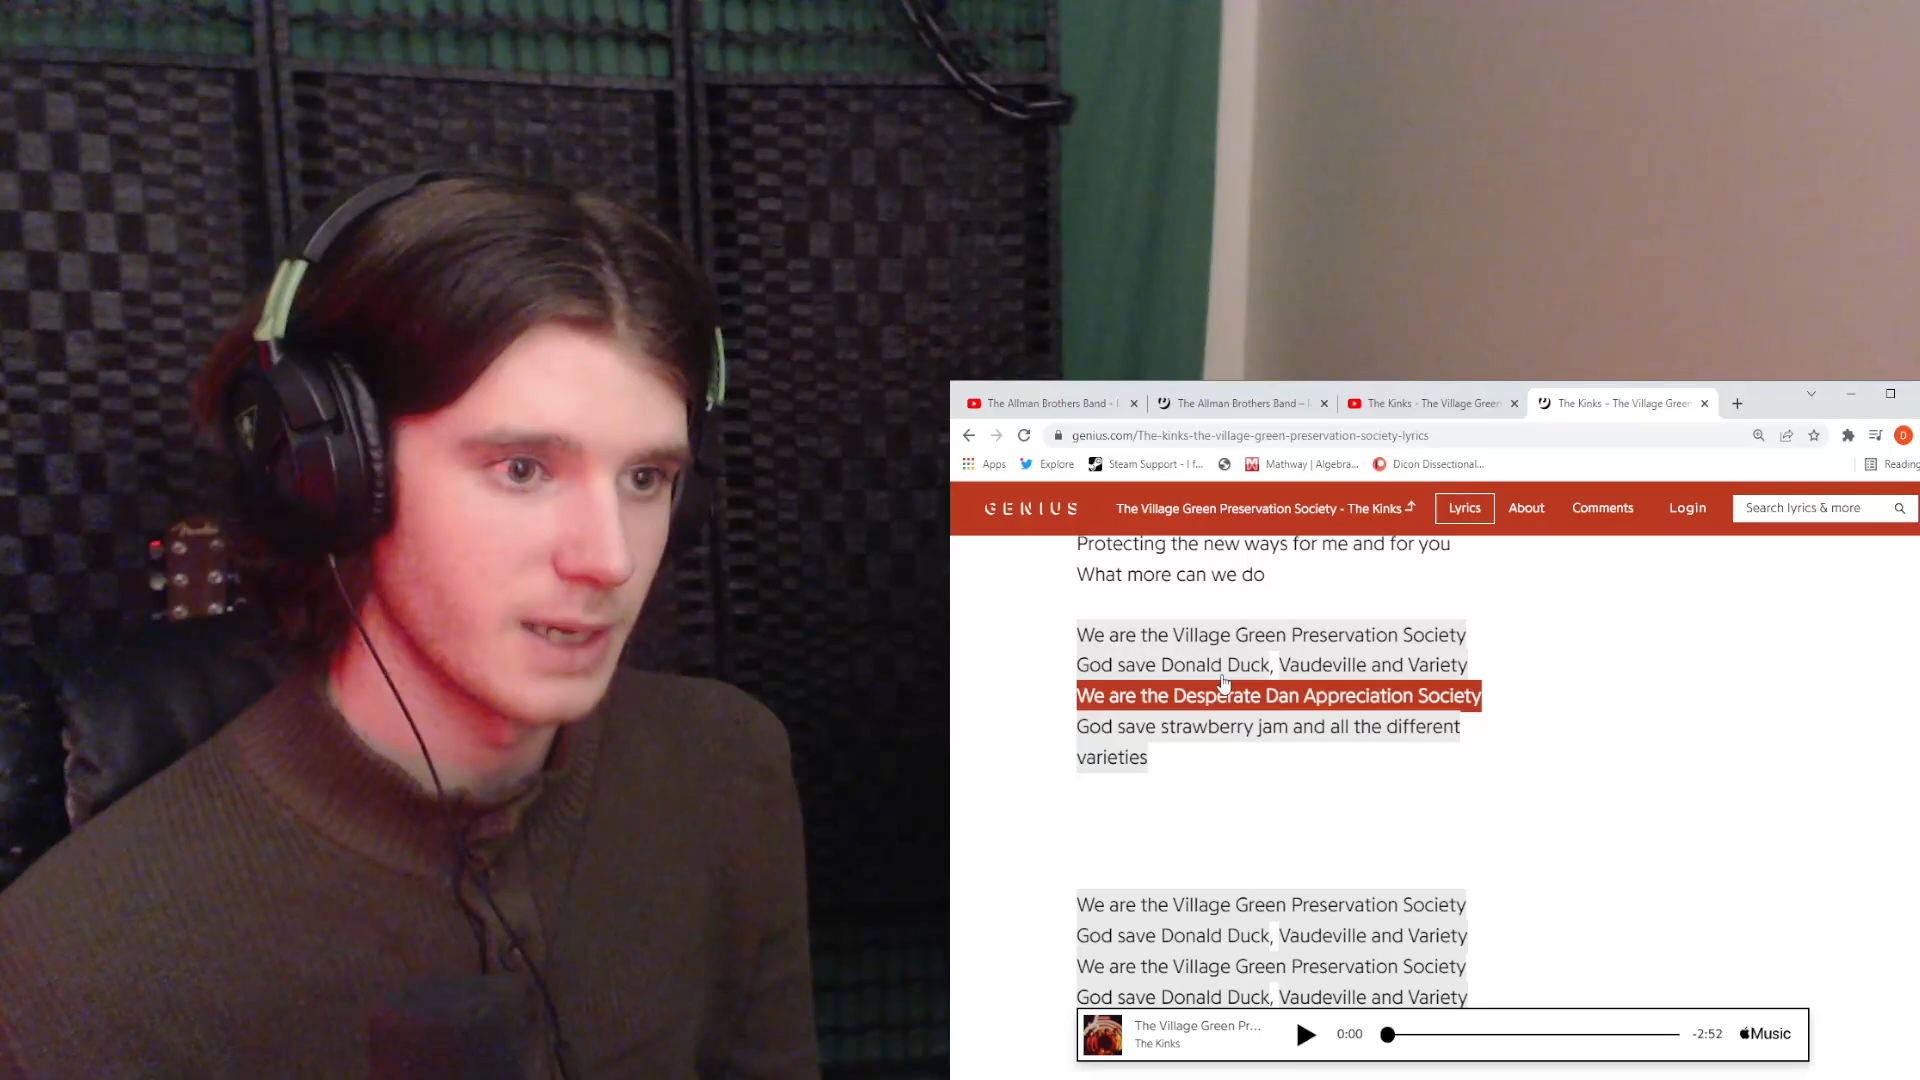 The Allman Brothers Band -
The Allman Brothers Band –
The Kinks - The Village Green
The Kinks – The Village Green
genius.com/The-kinks-the-village-green-preservation-society-lyrics
D
Apps
Explore
Steam Support - I f...
Mathway | Algebra...
Dicon Dissectional...
Reading
GENIUS
The Village Green Preservation Society - The Kinks
Lyrics
About
Comments
Login
Search lyrics & more
Protecting the new ways for me and for you
What more can we do
We are the Village Green Preservation Society
God save Donald Duck, Vaudeville and Variety
We are the Desperate Dan Appreciation Society
God save strawberry jam and all the different
varieties
We are the Village Green Preservation Society
God save Donald Duck, Vaudeville and Variety
We are the Village Green Preservation Society
God save Donald Duck, Vaudeville and Variety
The Village Green Pr...
The Kinks
0:00
-2:52
Music